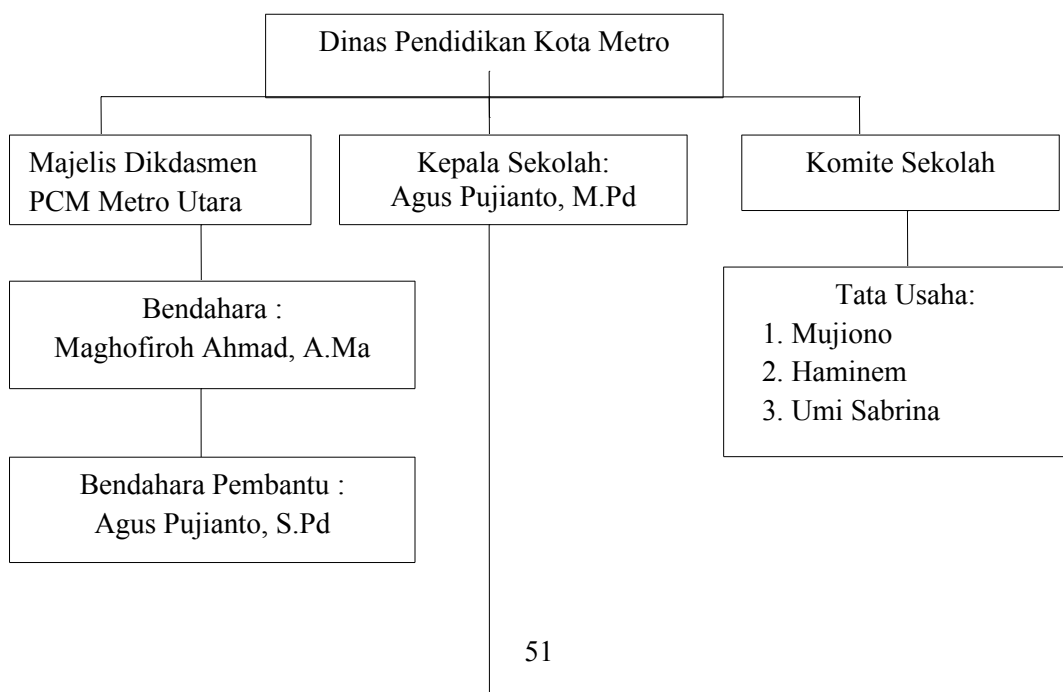 Dinas Pendidikan Kota Metro
Majelis Dikdasmen
PCM Metro Utara
Kepala Sekolah:
Agus Pujianto, M.Pd
Komite Sekolah
Bendahara :
Maghofiroh Ahmad, A.Ma
Tata Usaha:
1. Mujiono
2. Haminem
3. Umi Sabrina
Bendahara Pembantu :
Agus Pujianto, S.Pd
51